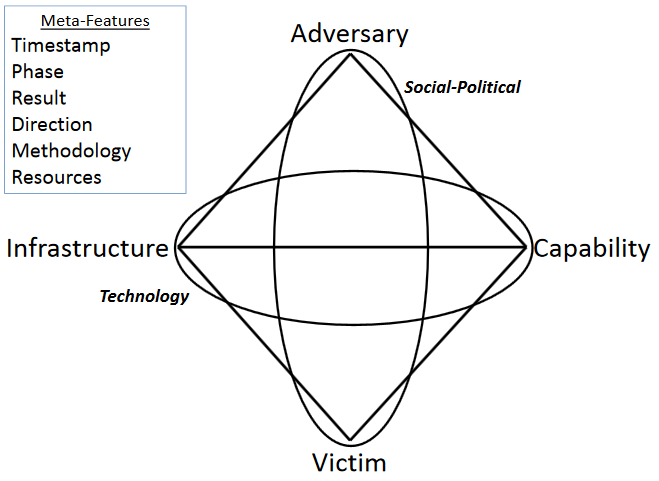 Meta-Features
Timestamp
Phase
Result
Direction
Methodology
Resources
Adversary
Social-Political
Infrastructure
Capability
Technology
Victim